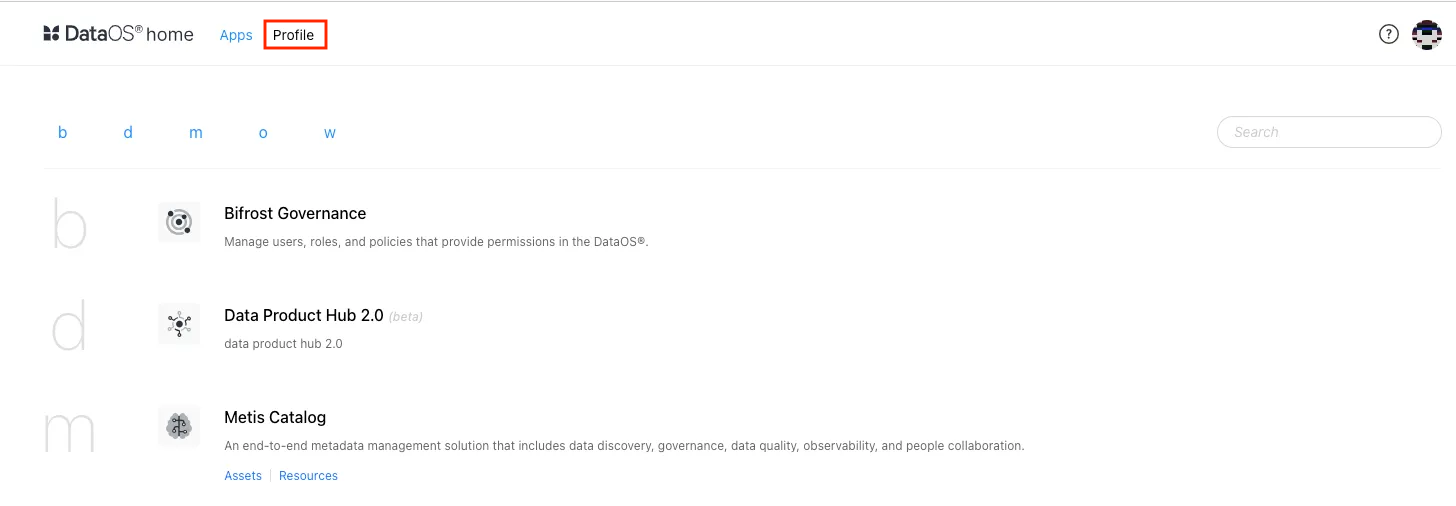 DataOS® home Apps Profile ?
b d m o w Search
b Bifrost Governance
Manage users, roles, and policies that provide permissions in the DataOS®.
d Data Product Hub 2.0 (beta)
data product hub 2.0
m Metis Catalog
An end-to-end metadata management solution that includes data discovery, governance, data quality, observability, and people collaboration.
Assets | Resources